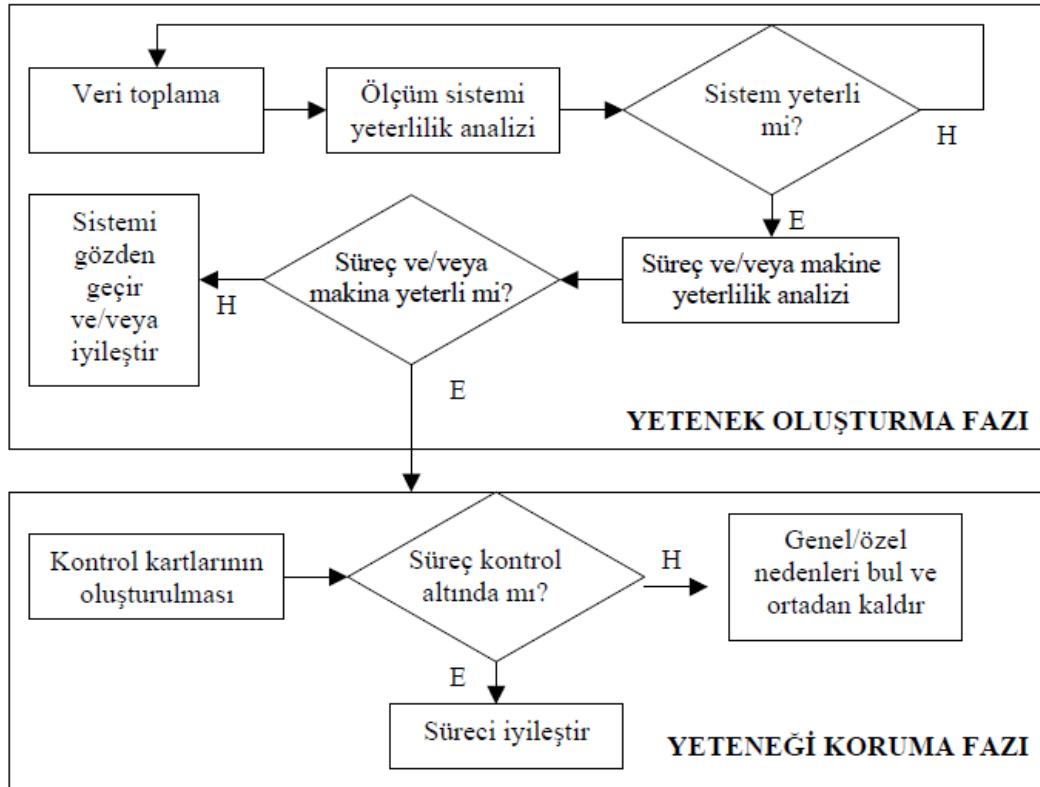 Veri toplama
Ölçüm sistemi
yeterlilik analizi
Sistem yeterli
mi?
H
E
Süreç ve/veya makine
yeterlilik analizi
Süreç ve/veya
makina yeterli mi?
H
Sistemi
gözden
geçir
ve/veya
iyileştir
E
YETENEK OLUŞTURMA FAZI
Kontrol kartlarının
oluşturulması
Süreç kontrol
altında mı?
H
Genel/özel
nedenleri bul ve
ortadan kaldır
E
Süreci iyileştir
YETENEĞİ KORUMA FAZI